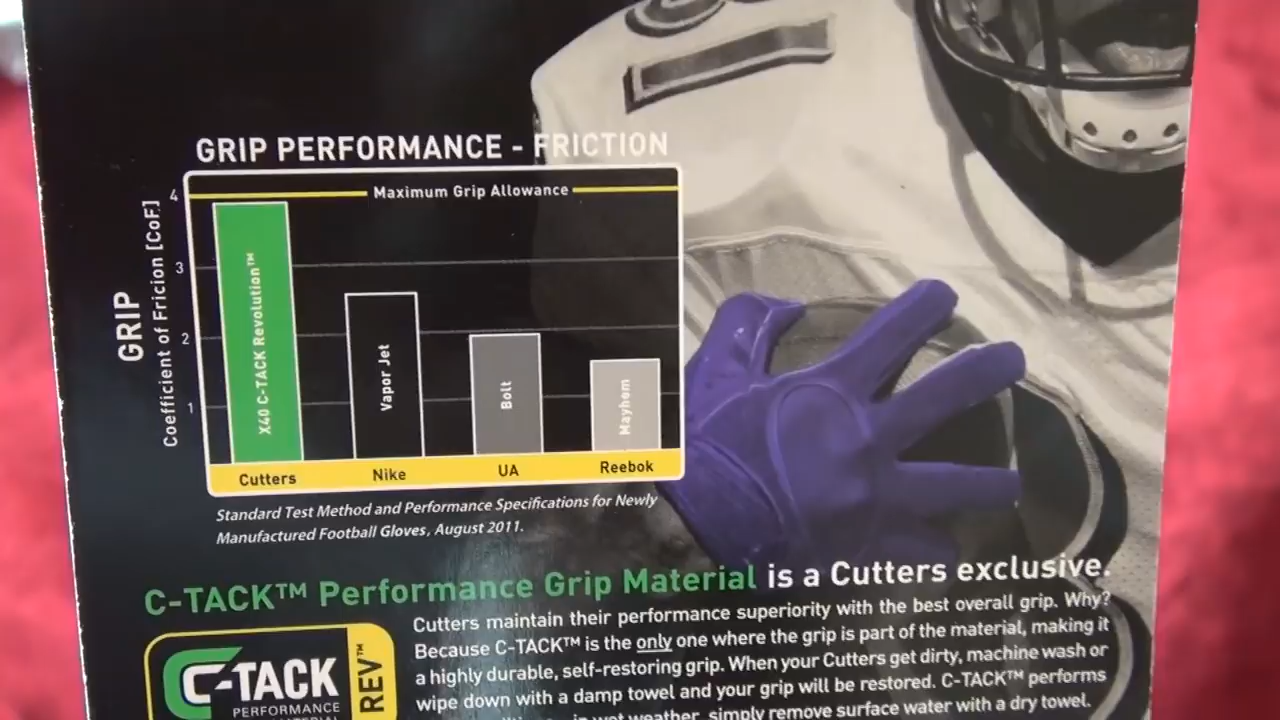 GRIP PERFORMANCE - FRICTION
Maximum Grip Allowance
4
3
2
1
GRIP
Coefficient of Fricion [CoF]
X40 C-TACK Revolution™
Vapor Jet
Bolt
Mayhem
Cutters
Nike
UA
Reebok
Standard Test Method and Performance Specifications for Newly
Manufactured Football Gloves, August 2011.
C-TACK™ Performance Grip Material is a Cutters exclusive.
Cutters maintain their performance superiority with the best overall grip. Why?
Because C-TACK™ is the only one where the grip is part of the material, making it
a highly durable, self-restoring grip. When your Cutters get dirty, machine wash or
wipe down with a damp towel and your grip will be restored. C-TACK™ performs
in wet weather, simply remove surface water with a dry towel.
C-TACK
PERFORMANCE
REV™